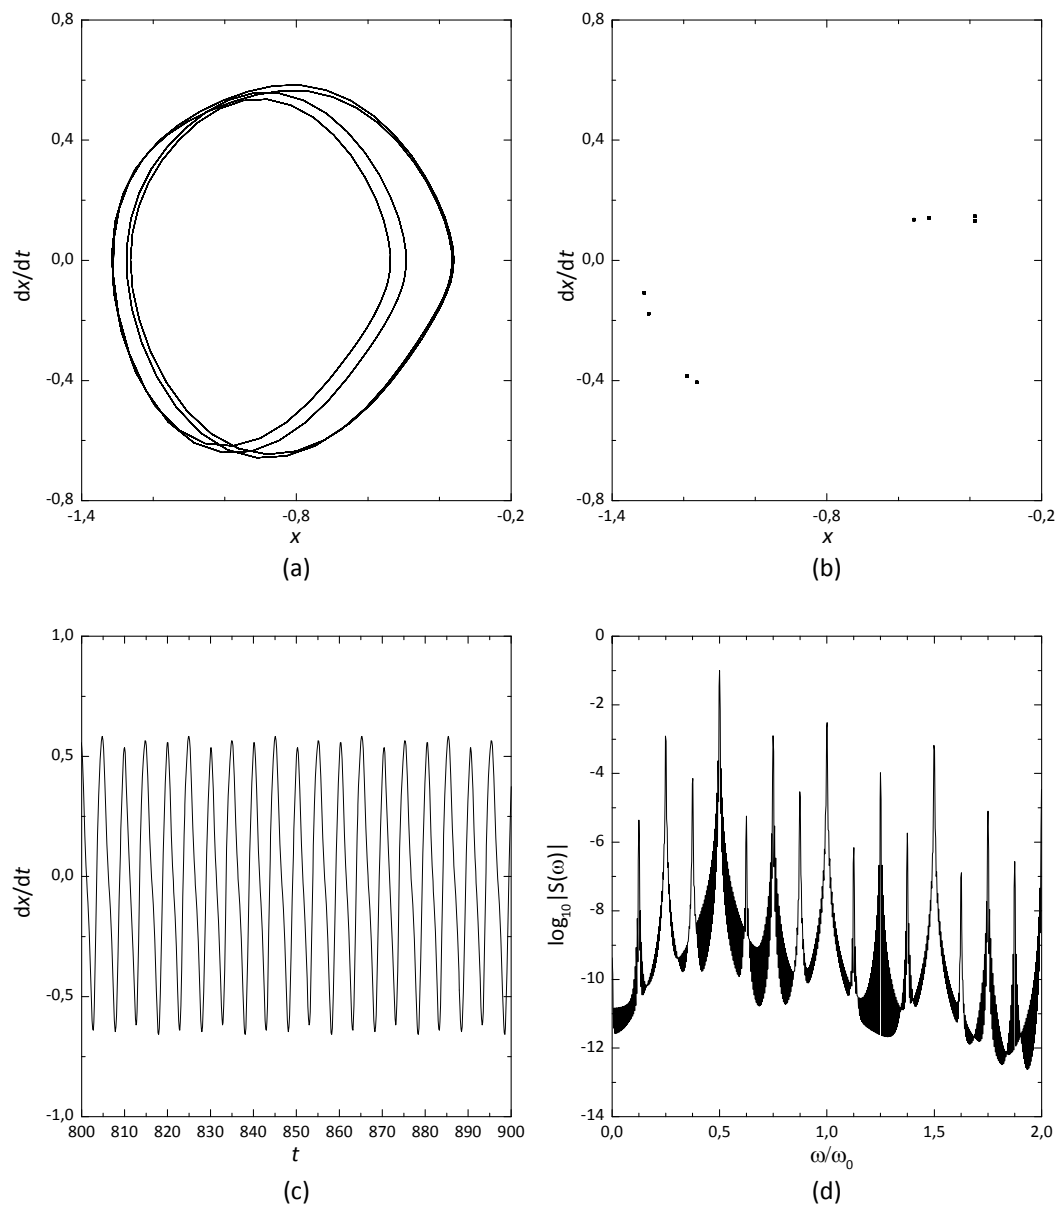 0,8
0,4
0,0
-0,4
-0,8
dx/dt
-1,4
-0,8
-0,2
x
(a)
0,8
0,4
0,0
-0,4
-0,8
dx/dt
-1,4
-0,8
-0,2
x
(b)
1,0
0,5
0,0
-0,5
-1,0
dx/dt
800 810 820 830 840 850 860 870 880 890 900
t
(c)
0
-2
-4
-6
-8
-10
-12
-14
log₁₀|S(ω)|
0,0 0,5 1,0 1,5 2,0
ω/ω₀
(d)